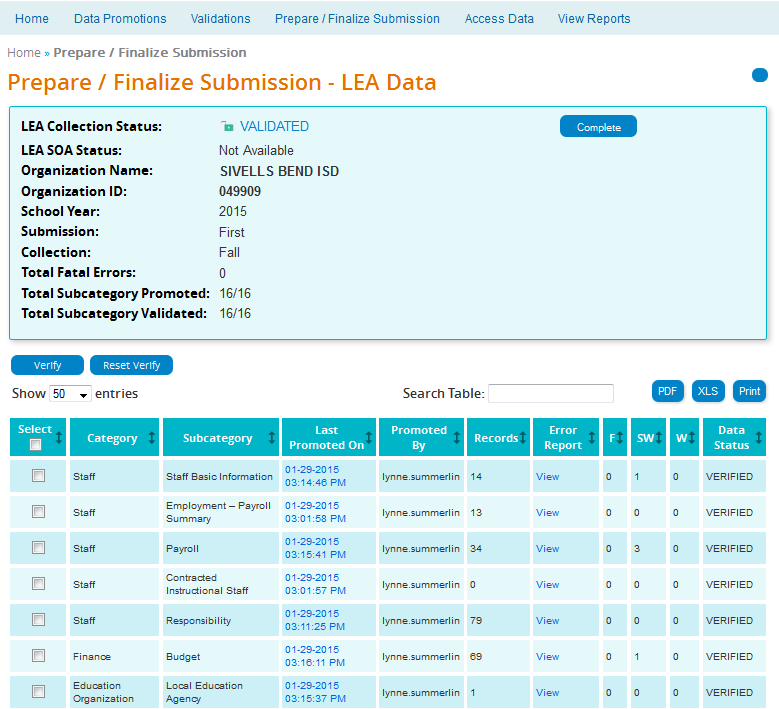 Home Data Promotions Validations Prepare / Finalize Submission Access Data View Reports
Home » Prepare / Finalize Submission
Prepare / Finalize Submission - LEA Data
LEA Collection Status: VALIDATED Complete
LEA SOA Status: Not Available
Organization Name: SIVELLS BEND ISD
Organization ID: 049909
School Year: 2015
Submission: First
Collection: Fall
Total Fatal Errors: 0
Total Subcategory Promoted: 16/16
Total Subcategory Validated: 16/16
Verify Reset Verify
Show 50 entries Search Table: PDF XLS Print
Select Category Subcategory Last Promoted On Promoted By Records Error Report F SW W Data Status
Staff Staff Basic Information 01-29-2015 03:14:46 PM lynne.summerlin 14 View 0 1 0 VERIFIED
Staff Employment – Payroll Summary 01-29-2015 03:01:58 PM lynne.summerlin 13 View 0 0 0 VERIFIED
Staff Payroll 01-29-2015 03:15:41 PM lynne.summerlin 34 View 0 3 0 VERIFIED
Staff Contracted Instructional Staff 01-29-2015 03:01:57 PM lynne.summerlin 0 View 0 0 0 VERIFIED
Staff Responsibility 01-29-2015 03:11:25 PM lynne.summerlin 79 View 0 0 0 VERIFIED
Finance Budget 01-29-2015 03:16:11 PM lynne.summerlin 69 View 0 1 0 VERIFIED
Education Organization Local Education Agency 01-29-2015 03:15:37 PM lynne.summerlin 1 View 0 0 0 VERIFIED